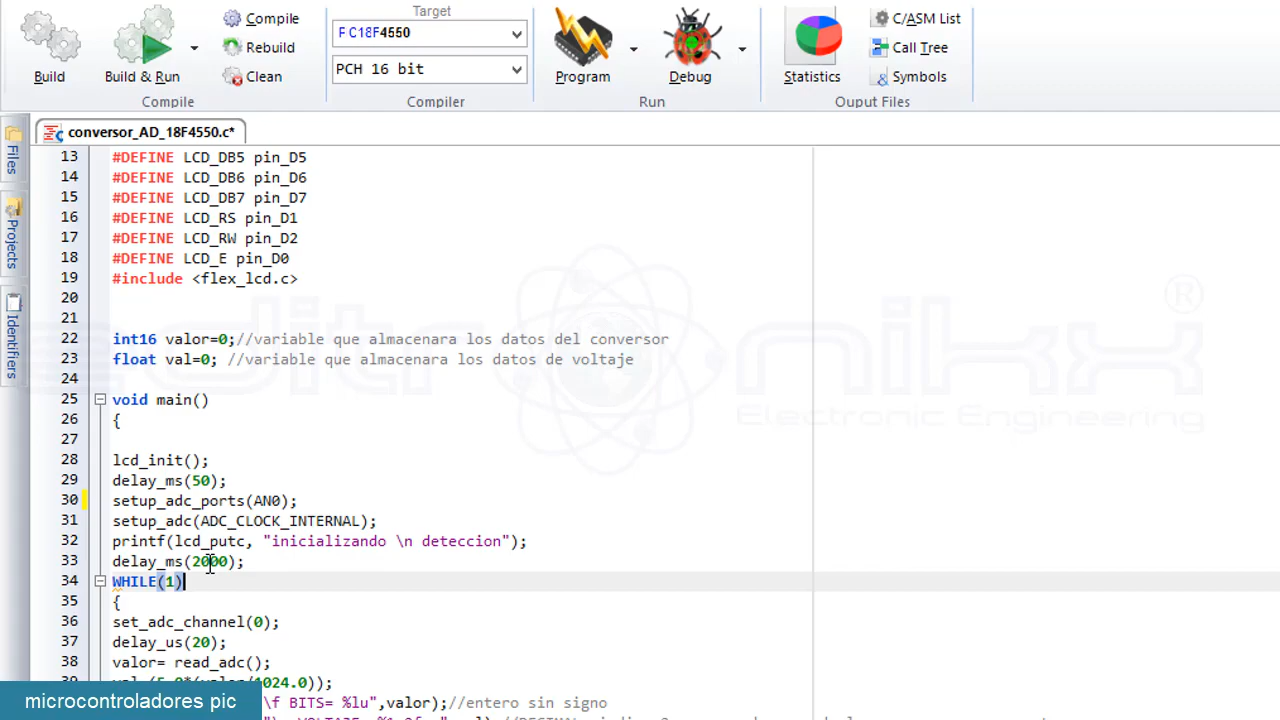 Build
Build & Run
Compile
Rebuild
Clean
Compile
Target
FC18F4550
PCH 16 bit
Compiler
Program
Debug
Run
Statistics
C/ASM List
Call Tree
Symbols
Ouput Files
Files
Projects
Identifiers
conversor_AD_18F4550.c*
13 #DEFINE LCD_DB5 pin_D5
14 #DEFINE LCD_DB6 pin_D6
15 #DEFINE LCD_DB7 pin_D7
16 #DEFINE LCD_RS pin_D1
17 #DEFINE LCD_RW pin_D2
18 #DEFINE LCD_E pin_D0
19 #include <flex_lcd.c>
20
21
22 int16 valor=0;//variable que almacenara los datos del conversor
23 float val=0; //variable que almacenara los datos de voltaje
24
25 void main()
26 {
27
28 lcd_init();
29 delay_ms(50);
30 setup_adc_ports(AN0);
31 setup_adc(ADC_CLOCK_INTERNAL);
32 printf(lcd_putc, "inicializando \n deteccion");
33 delay_ms(2000);
34 WHILE(1)
35 {
36 set_adc_channel(0);
37 delay_us(20);
38 valor= read_adc();
\f BITS= %lu",valor);//entero sin signo
microcontroladores pic
Electronic Engineering
®